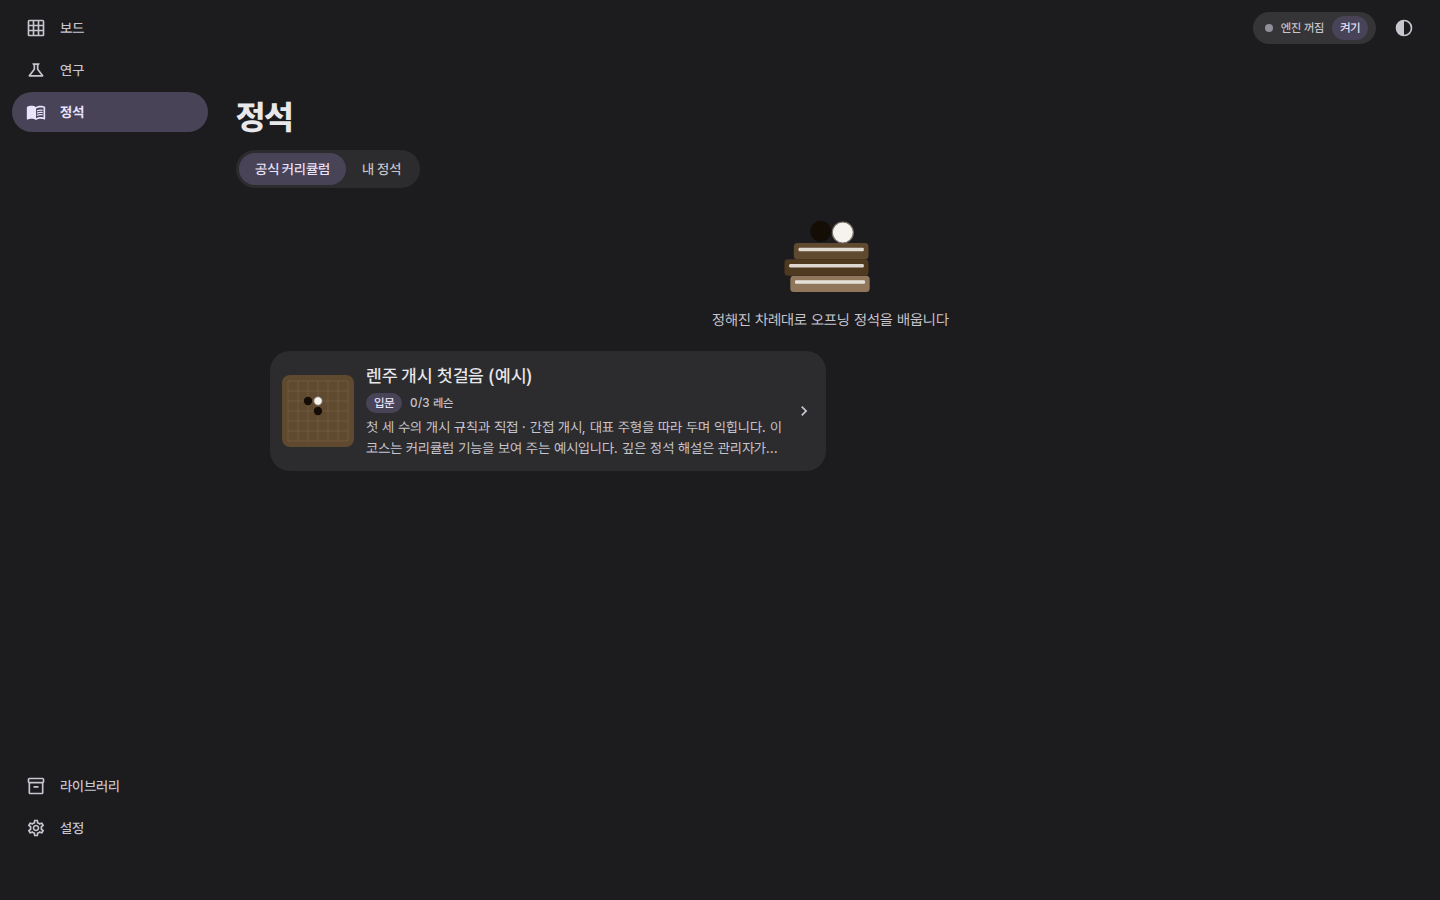 보드
엔진 꺼짐 켜기
연구
정석
정석
공식 커리큘럼 내 정석
정해진 차례대로 오프닝 정석을 배웁니다
렌주 개시 첫걸음 (예시)
입문 0/3 레슨
첫 세 수의 개시 규칙과 직접 · 간접 개시, 대표 주형을 따라 두며 익힙니다. 이
코스는 커리큘럼 기능을 보여 주는 예시입니다. 깊은 정석 해설은 관리자가...
라이브러리
설정